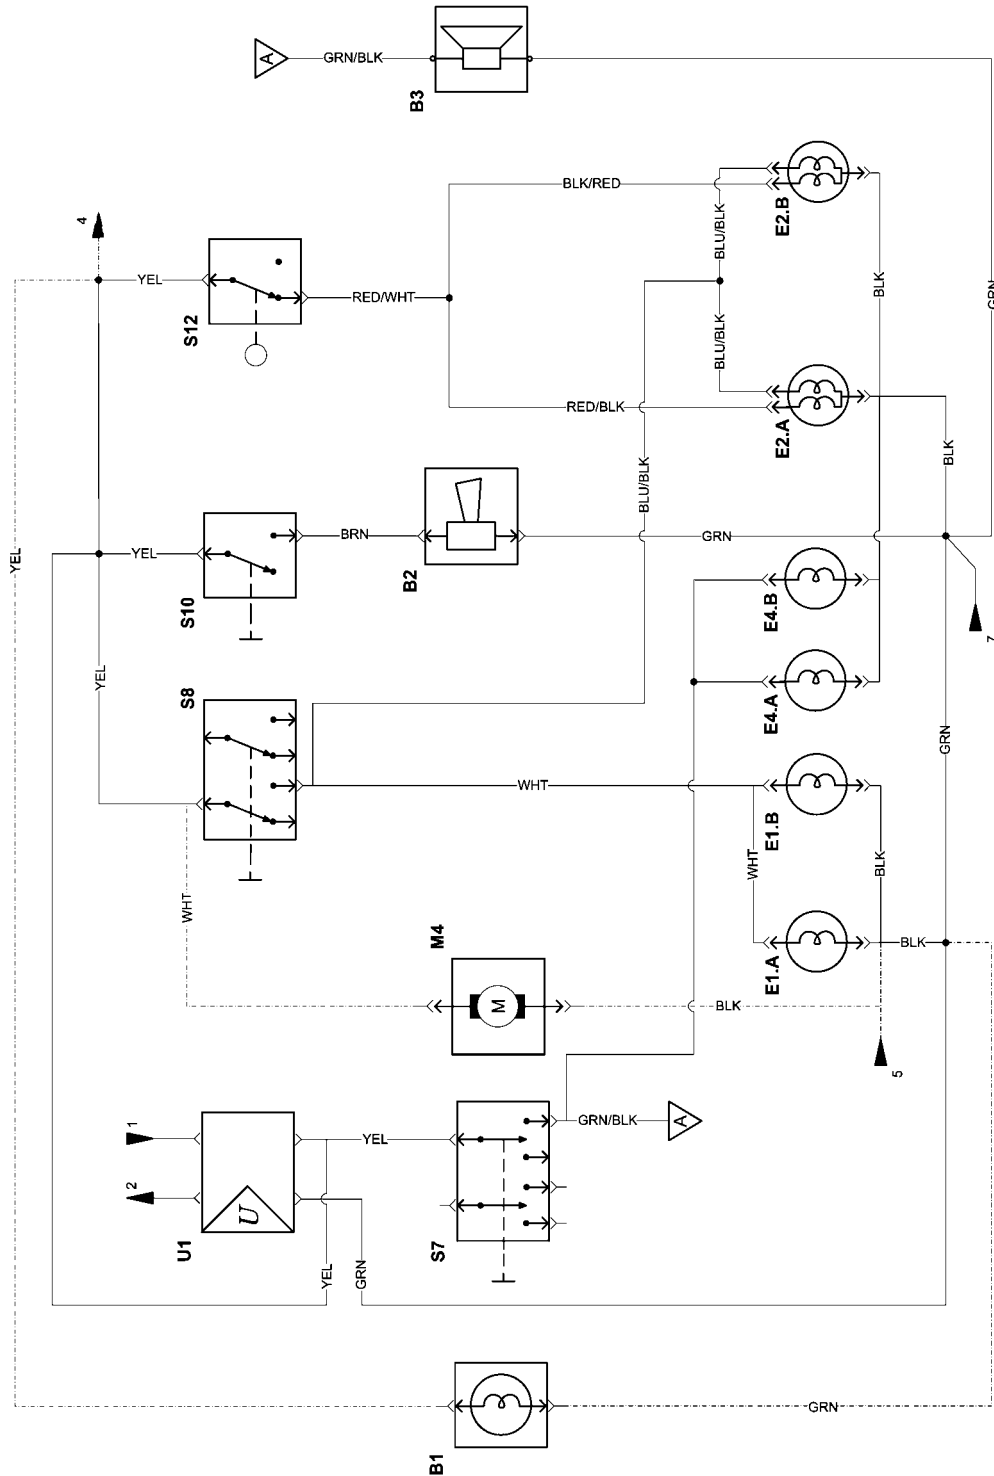 A
GRN/BLK
B3
4
YEL
S12
RED/WHT
BLK/RED
BLU/BLK
E2.B
BLK
GRN
YEL
BLU/BLK
RED/BLK
E2.A
BLK
YEL
S10
BRN
B2
BLU/BLK
GRN
E4.B
7
YEL
S8
E4.A
WHT
E1.B
GRN
WHT
WHT
BLK
M4
M
E1.A
BLK
BLK
5
1
2
U
U1
YEL
S7
GRN/BLK
A
YEL
GRN
B1
GRN